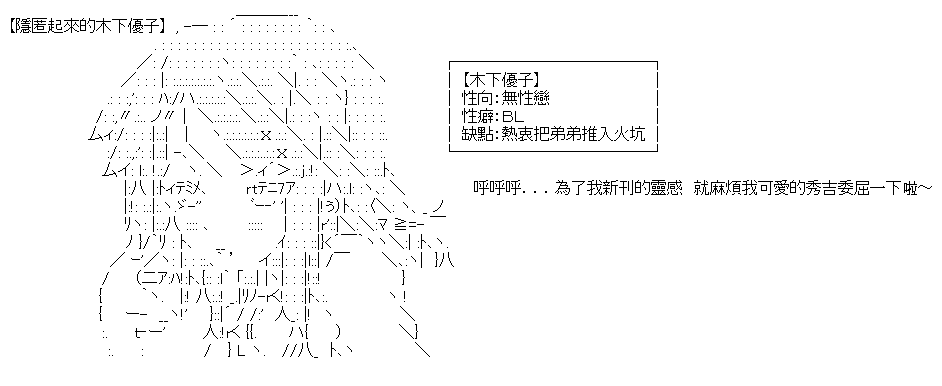 【隱匿起來的木下優子】
【木下優子】
性向：無性戀
性癖：BL
缺點：熱衷把弟弟推入火坑
呼呼呼...為了我新刊的靈感 就麻煩我可愛的秀吉委屈一下啦～